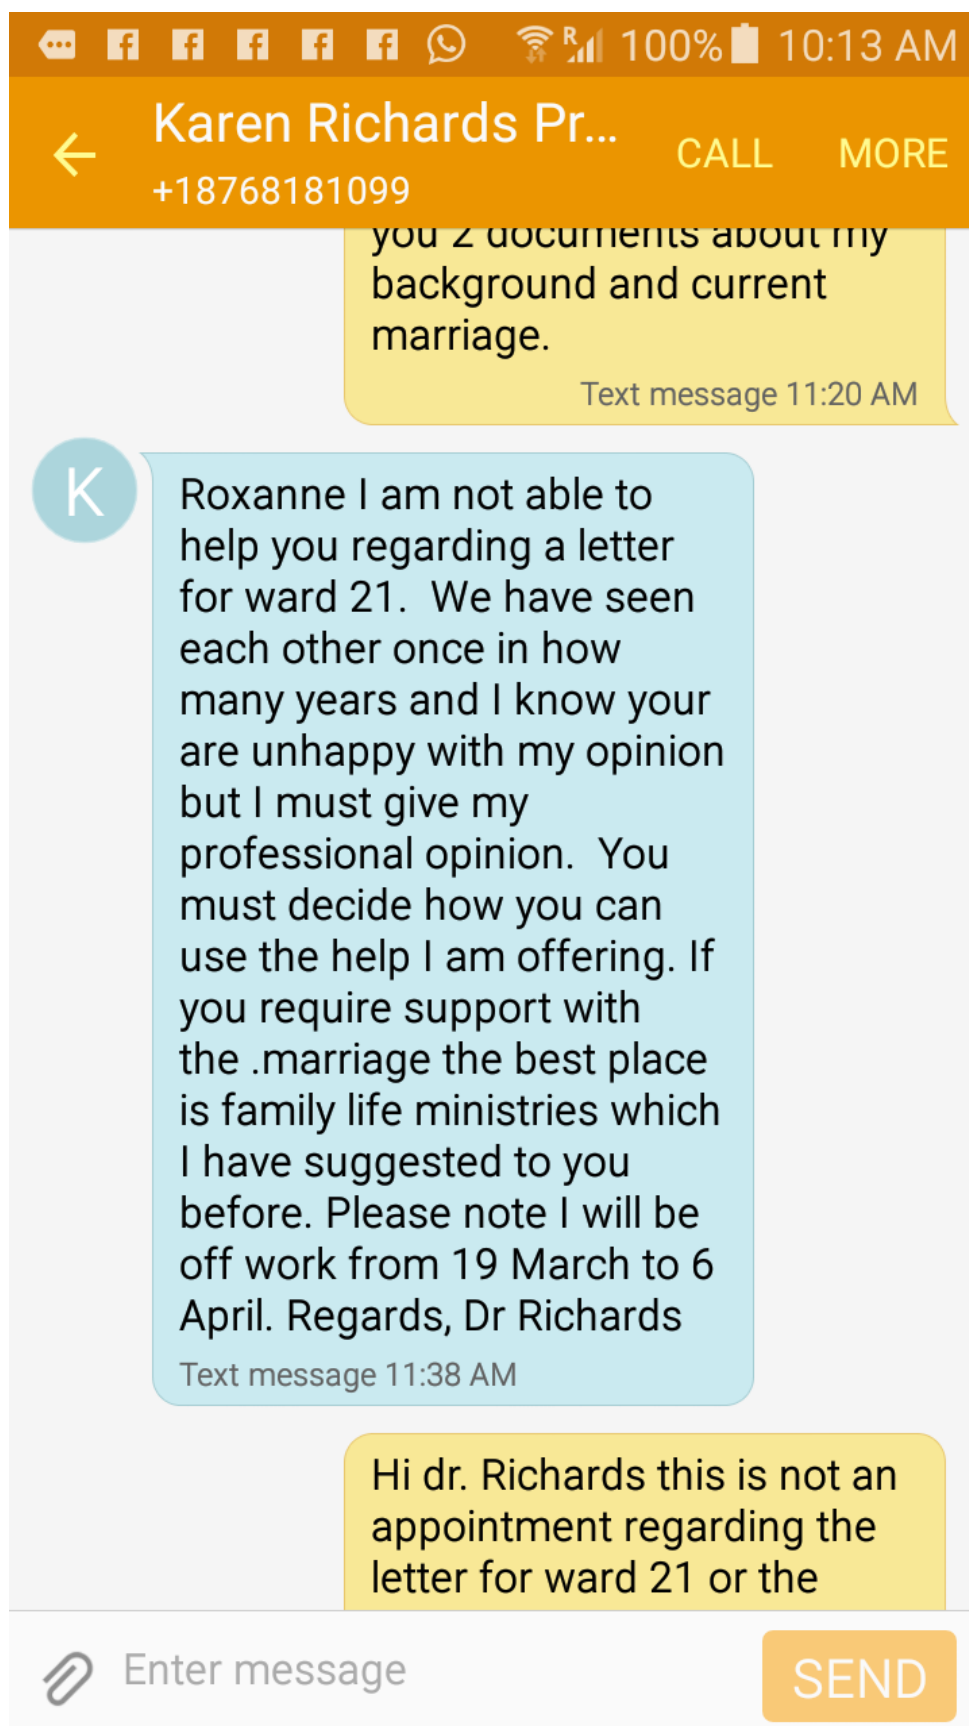 R 100% 10:13 AM
Karen Richards Pr...
+18768181099
CALL MORE
you 2 documents about my
background and current
marriage.
Text message 11:20 AM
K
Roxanne I am not able to
help you regarding a letter
for ward 21.  We have seen
each other once in how
many years and I know your
are unhappy with my opinion
but I must give my
professional opinion.  You
must decide how you can
use the help I am offering. If
you require support with
the .marriage the best place
is family life ministries which
I have suggested to you
before. Please note I will be
off work from 19 March to 6
April. Regards, Dr Richards
Text message 11:38 AM
Hi dr. Richards this is not an
appointment regarding the
letter for ward 21 or the
Enter message
SEND